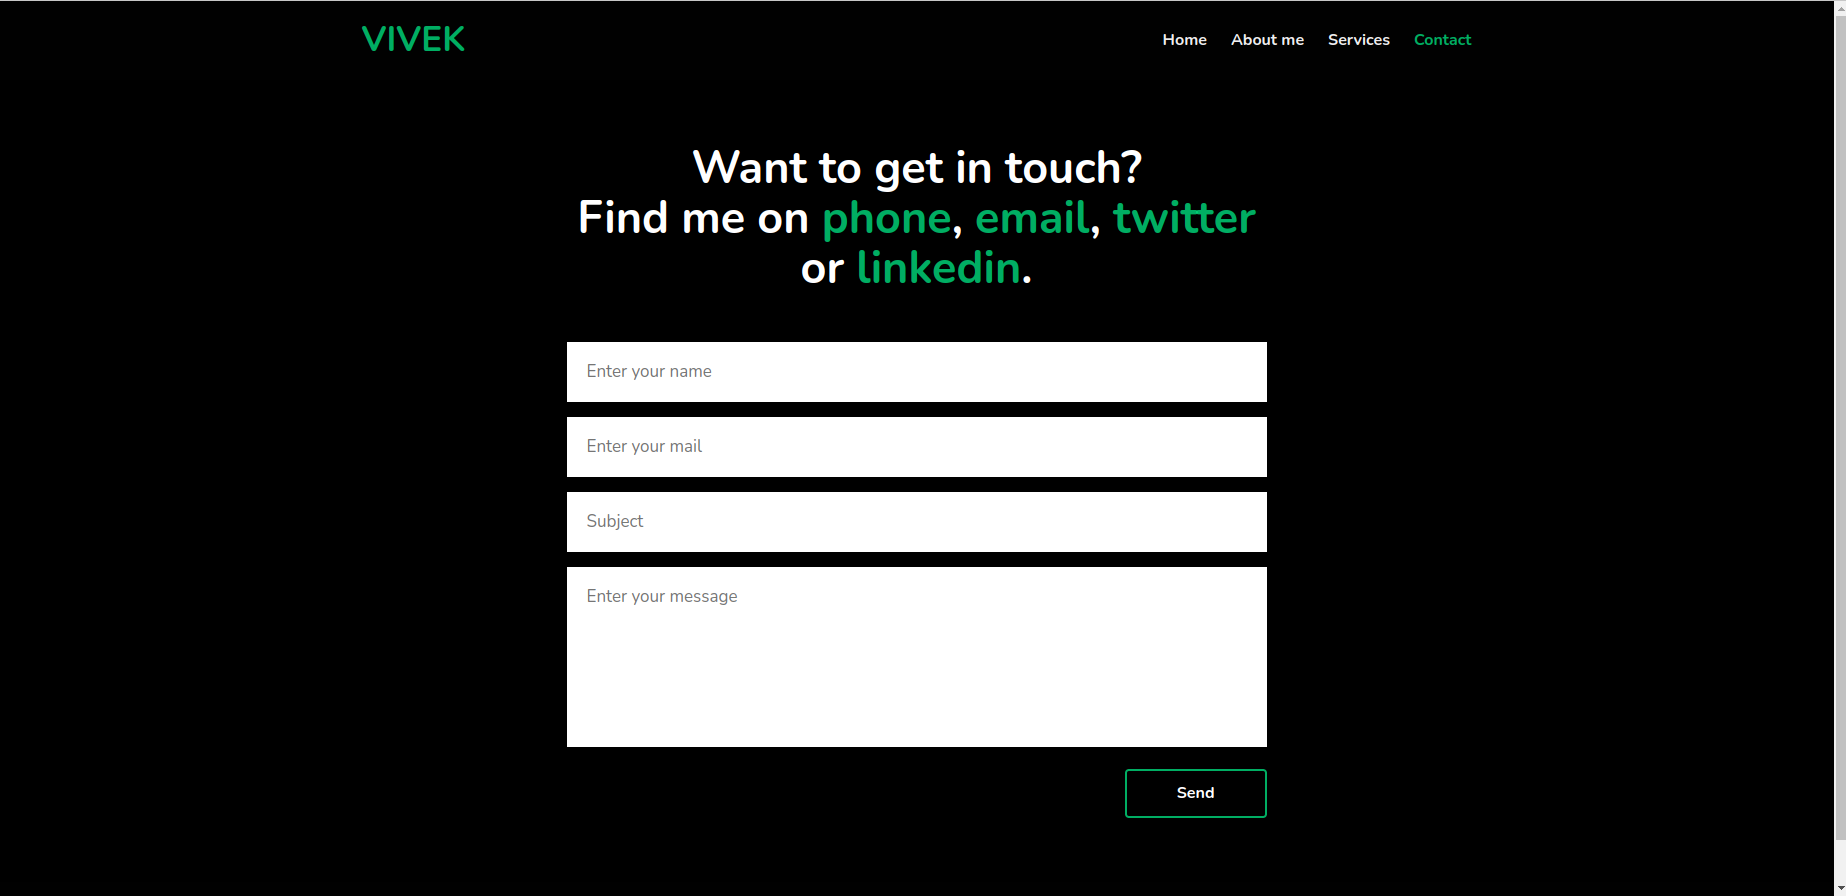 VIVEK
Home About me Services Contact
Want to get in touch?
Find me on phone, email, twitter
or linkedin.
Enter your name
Enter your mail
Subject
Enter your message
Send